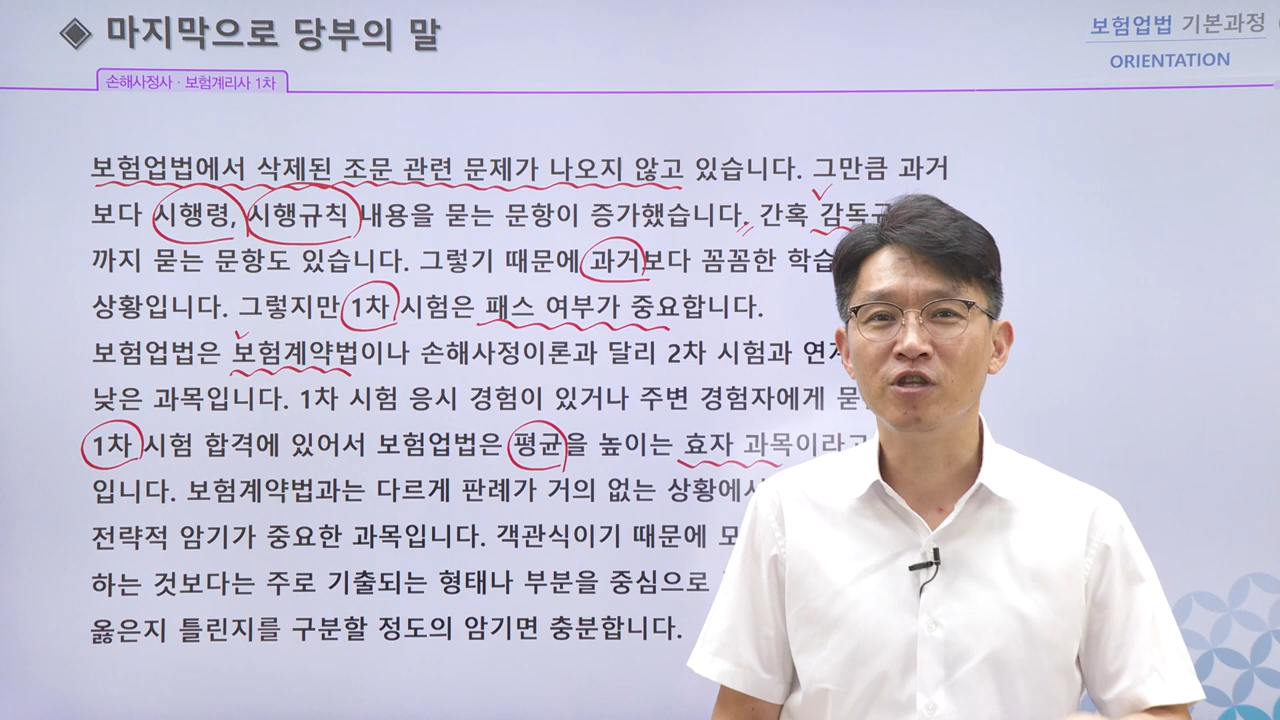 ◈ 마지막으로 당부의 말
보험업법 기본과정
ORIENTATION
손해사정사 · 보험계리사 1차
보험업법에서 삭제된 조문 관련 문제가 나오지 않고 있습니다. 그만큼 과거
보다 시행령, 시행규칙 내용을 묻는 문항이 증가했습니다. 간혹
까지 묻는 문항도 있습니다. 그렇기 때문에 과거보다 꼼꼼한
상황입니다. 그렇지만 1차 시험은 패스 여부가 중요합니다.
보험업법은 보험계약법이나 손해사정이론과 달리 2차 시험과
낮은 과목입니다. 1차 시험 응시 경험이 있거나 주변 경험자에게
1차 시험 합격에 있어서 보험업법은 평균을 높이는 효자 과목이라고
입니다. 보험계약법과는 다르게 판례가 거의 없는 상황에서
전략적 암기가 중요한 과목입니다. 객관식이기 때문에
하는 것보다는 주로 기출되는 형태나 부분을 중심으로
옳은지 틀린지를 구분할 정도의 암기면 충분합니다.